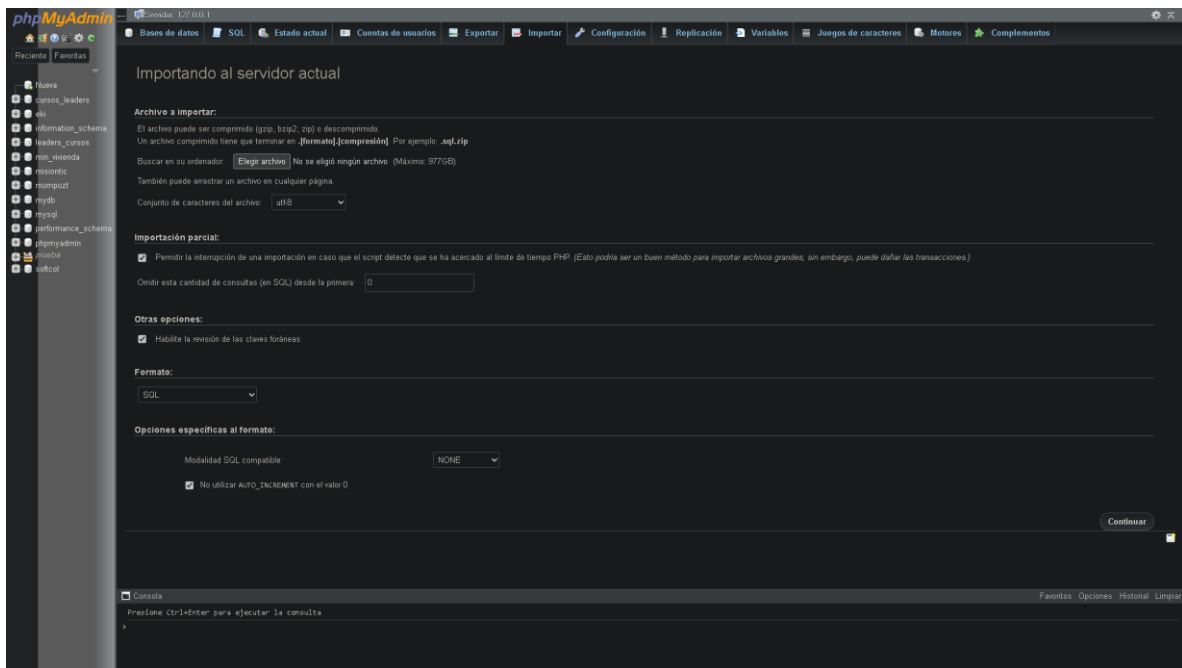 phpMyAdmin
Servidor: 127.0.0.1
Bases de datos SQL Estado actual Cuentas de usuarios Exportar Importar Configuración Replicación Variables Juegos de caracteres Motores Complementos
Reciente Favoritas
Nueva
cursos_leaders
eki
information_schema
leaders_cursos
min_vivienda
misiontic
mompozt
mydb
mysql
performance_schema
phpmyadmin
prueba
softcol
Importando al servidor actual
Archivo a importar:
El archivo puede ser comprimido (gzip, bzip2, zip) o descomprimido.
Un archivo comprimido tiene que terminar en .[formato].[compresión]. Por ejemplo: .sql.zip
Buscar en su ordenador: Elegir archivo No se eligió ningún archivo (Máximo: 977GB)
También puede arrastrar un archivo en cualquier página.
Conjunto de caracteres del archivo: utf-8
Importación parcial:
Permitir la interrupción de una importación en caso que el script detecte que se ha acercado al límite de tiempo PHP. (Esto podría ser un buen método para importar archivos grandes; sin embargo, puede dañar las transacciones.)
Omitir esta cantidad de consultas (en SQL) desde la primera: 0
Otras opciones:
Habilite la revisión de las claves foráneas
Formato:
SQL
Opciones específicas al formato:
Modalidad SQL compatible: NONE
No utilizar AUTO_INCREMENT con el valor 0
Continuar
Consola Favoritos Opciones Historial Limpiar
Presione Ctrl+Enter para ejecutar la consulta
>